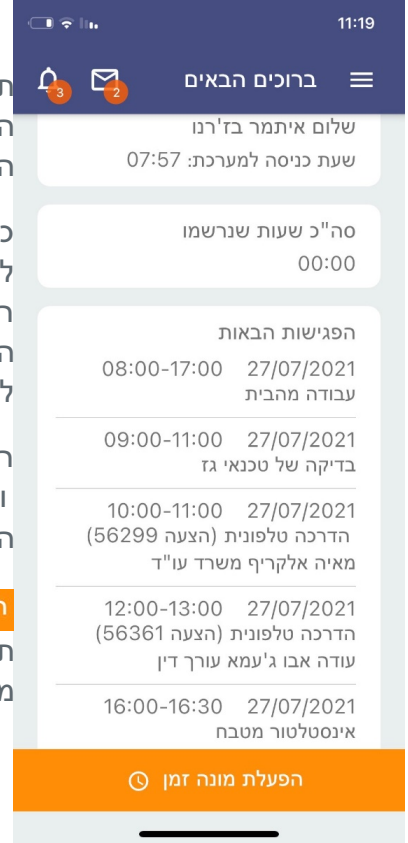 11:19
ברוכים הבאים
2
3
שלום איתמר בז'רנו
שעת כניסה למערכת: 07:57
סה"כ שעות שנרשמו
00:00
הפגישות הבאות
27/07/2021 08:00-17:00
עבודה מהבית
27/07/2021 09:00-11:00
בדיקה של טכנאי גז
27/07/2021 10:00-11:00
הדרכה טלפונית (הצעה 56299)
מאיה אלקריף משרד עו"ד
27/07/2021 12:00-13:00
הדרכה טלפונית (הצעה 56361)
עודה אבו ג'עמא עורך דין
27/07/2021 16:00-16:30
אינסטלטור מטבח
הפעלת מונה זמן